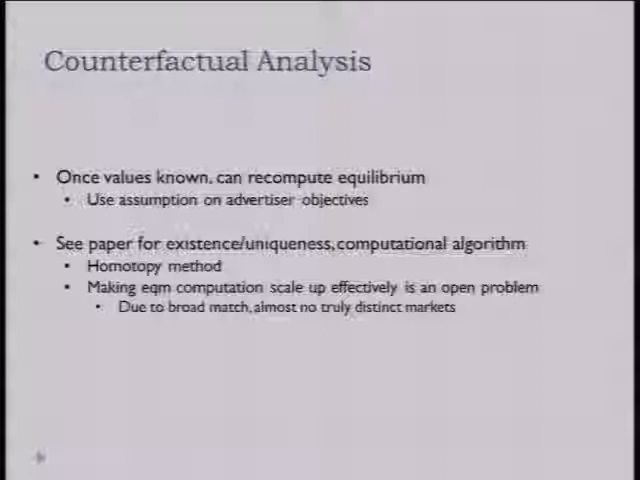 Counterfactual Analysis
• Once values known, can recompute equilibrium
• Use assumption on advertiser objectives
• See paper for existence/uniqueness, computational algorithm
• Homotopy method
• Making eqm computation scale up effectively is an open problem
• Due to broad match, almost no truly distinct markets